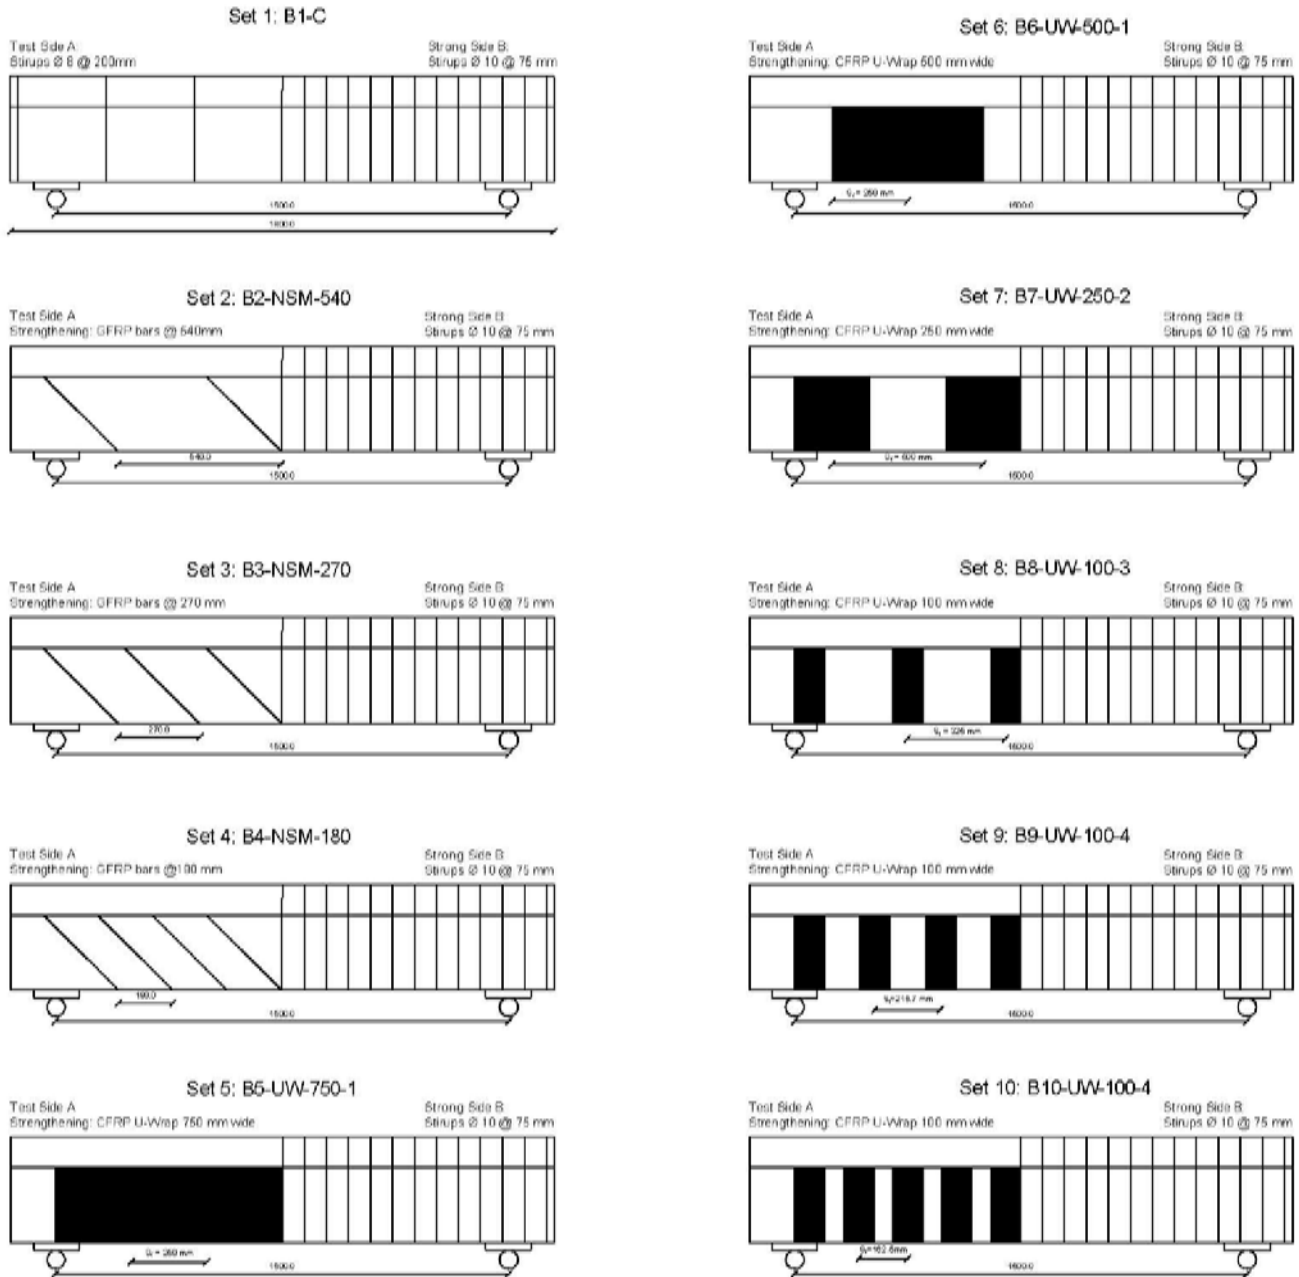 Set 1: B1-C
Test Side A:
Stirups Ø 8 @ 200mm
Strong Side B:
Stirups Ø 10 @ 75 mm
1500.0
1800.0
Set 2: B2-NSM-540
Test Side A
Strengthening: GFRP bars @ 540mm
Strong Side B:
Stirups Ø 10 @ 75 mm
540.0
1500.0
Set 3: B3-NSM-270
Test Side A
Strengthening: GFRP bars @ 270 mm
Strong Side B
Stirups Ø 10 @ 75 mm
270.0
1500.0
Set 4: B4-NSM-180
Test Side A
Strengthening: GFRP bars @180 mm
Strong Side B
Stirups Ø 10 @ 75 mm
180.0
1500.0
Set 5: B5-UW-750-1
Test Side A
Strengthening: CFRP U-Wrap 750 mm wide
Strong Side B
Stirups Ø 10 @ 75 mm
= 250 mm
1500.0
Set 6: B6-UW-500-1
Test Side A
Strengthening: CFRP U-Wrap 500 mm wide
Strong Side B:
Stirups Ø 10 @ 75 mm
= 250 mm
1500.0
Set 7: B7-UW-250-2
Test Side A
Strengthening: CFRP U-Wrap 250 mm wide
Strong Side B:
Stirups Ø 10 @ 75 mm
= 500 mm
1500.0
Set 8: B8-UW-100-3
Test Side A
Strengthening: CFRP U-Wrap 100 mm wide
Strong Side B
Stirups Ø 10 @ 75 mm
= 325 mm
1500.0
Set 9: B9-UW-100-4
Test Side A
Strengthening: CFRP U-Wrap 100 mm wide
Strong Side B
Stirups Ø 10 @ 75 mm
mm
1500.0
Set 10: B10-UW-100-4
Test Side A
Strengthening: CFRP U-Wrap 100 mm wide
Strong Side B
Stirups Ø 10 @ 75 mm
=162.5mm
1500.0